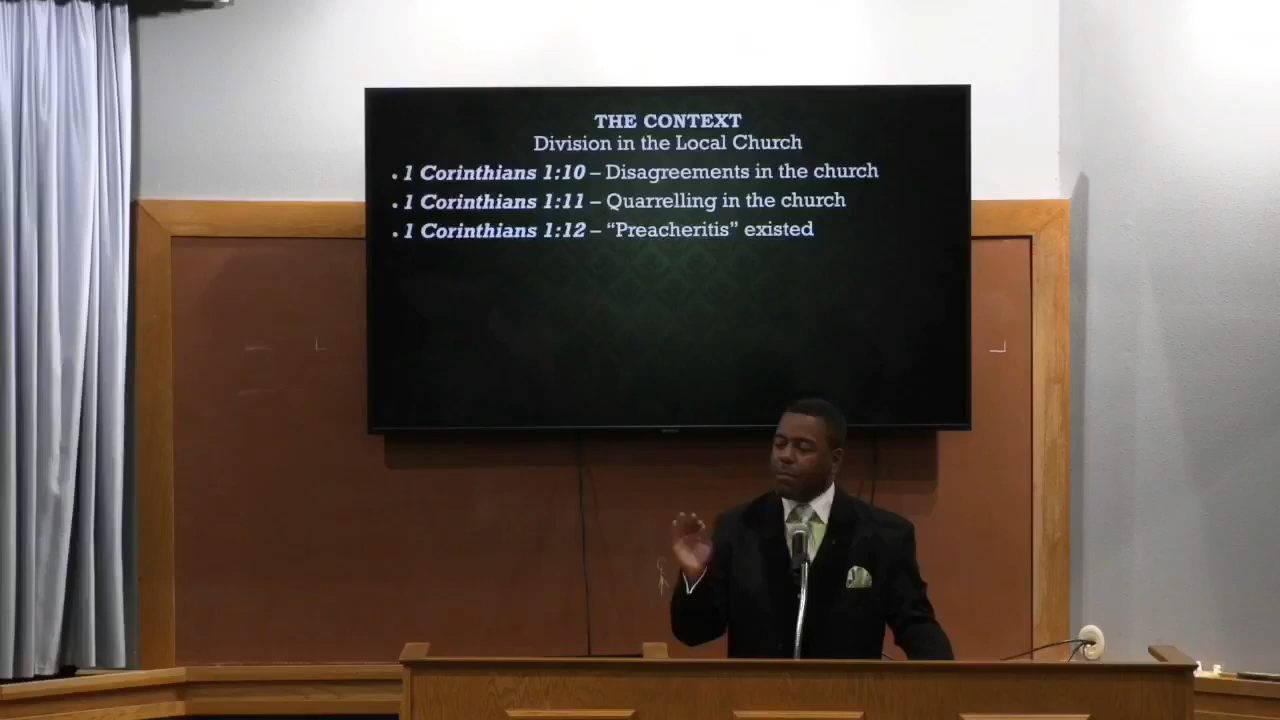 THE CONTEXT
Division in the Local Church
• 1 Corinthians 1:10 – Disagreements in the church
• 1 Corinthians 1:11 – Quarrelling in the church
• 1 Corinthians 1:12 – “Preacheritis” existed